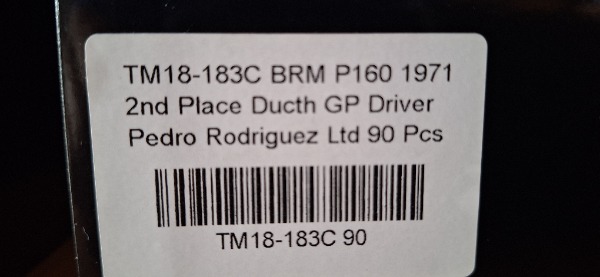 TM18-183C BRM P160 1971
2nd Place Ducth GP Driver
Pedro Rodriguez Ltd 90 Pcs
TM18-183C 90